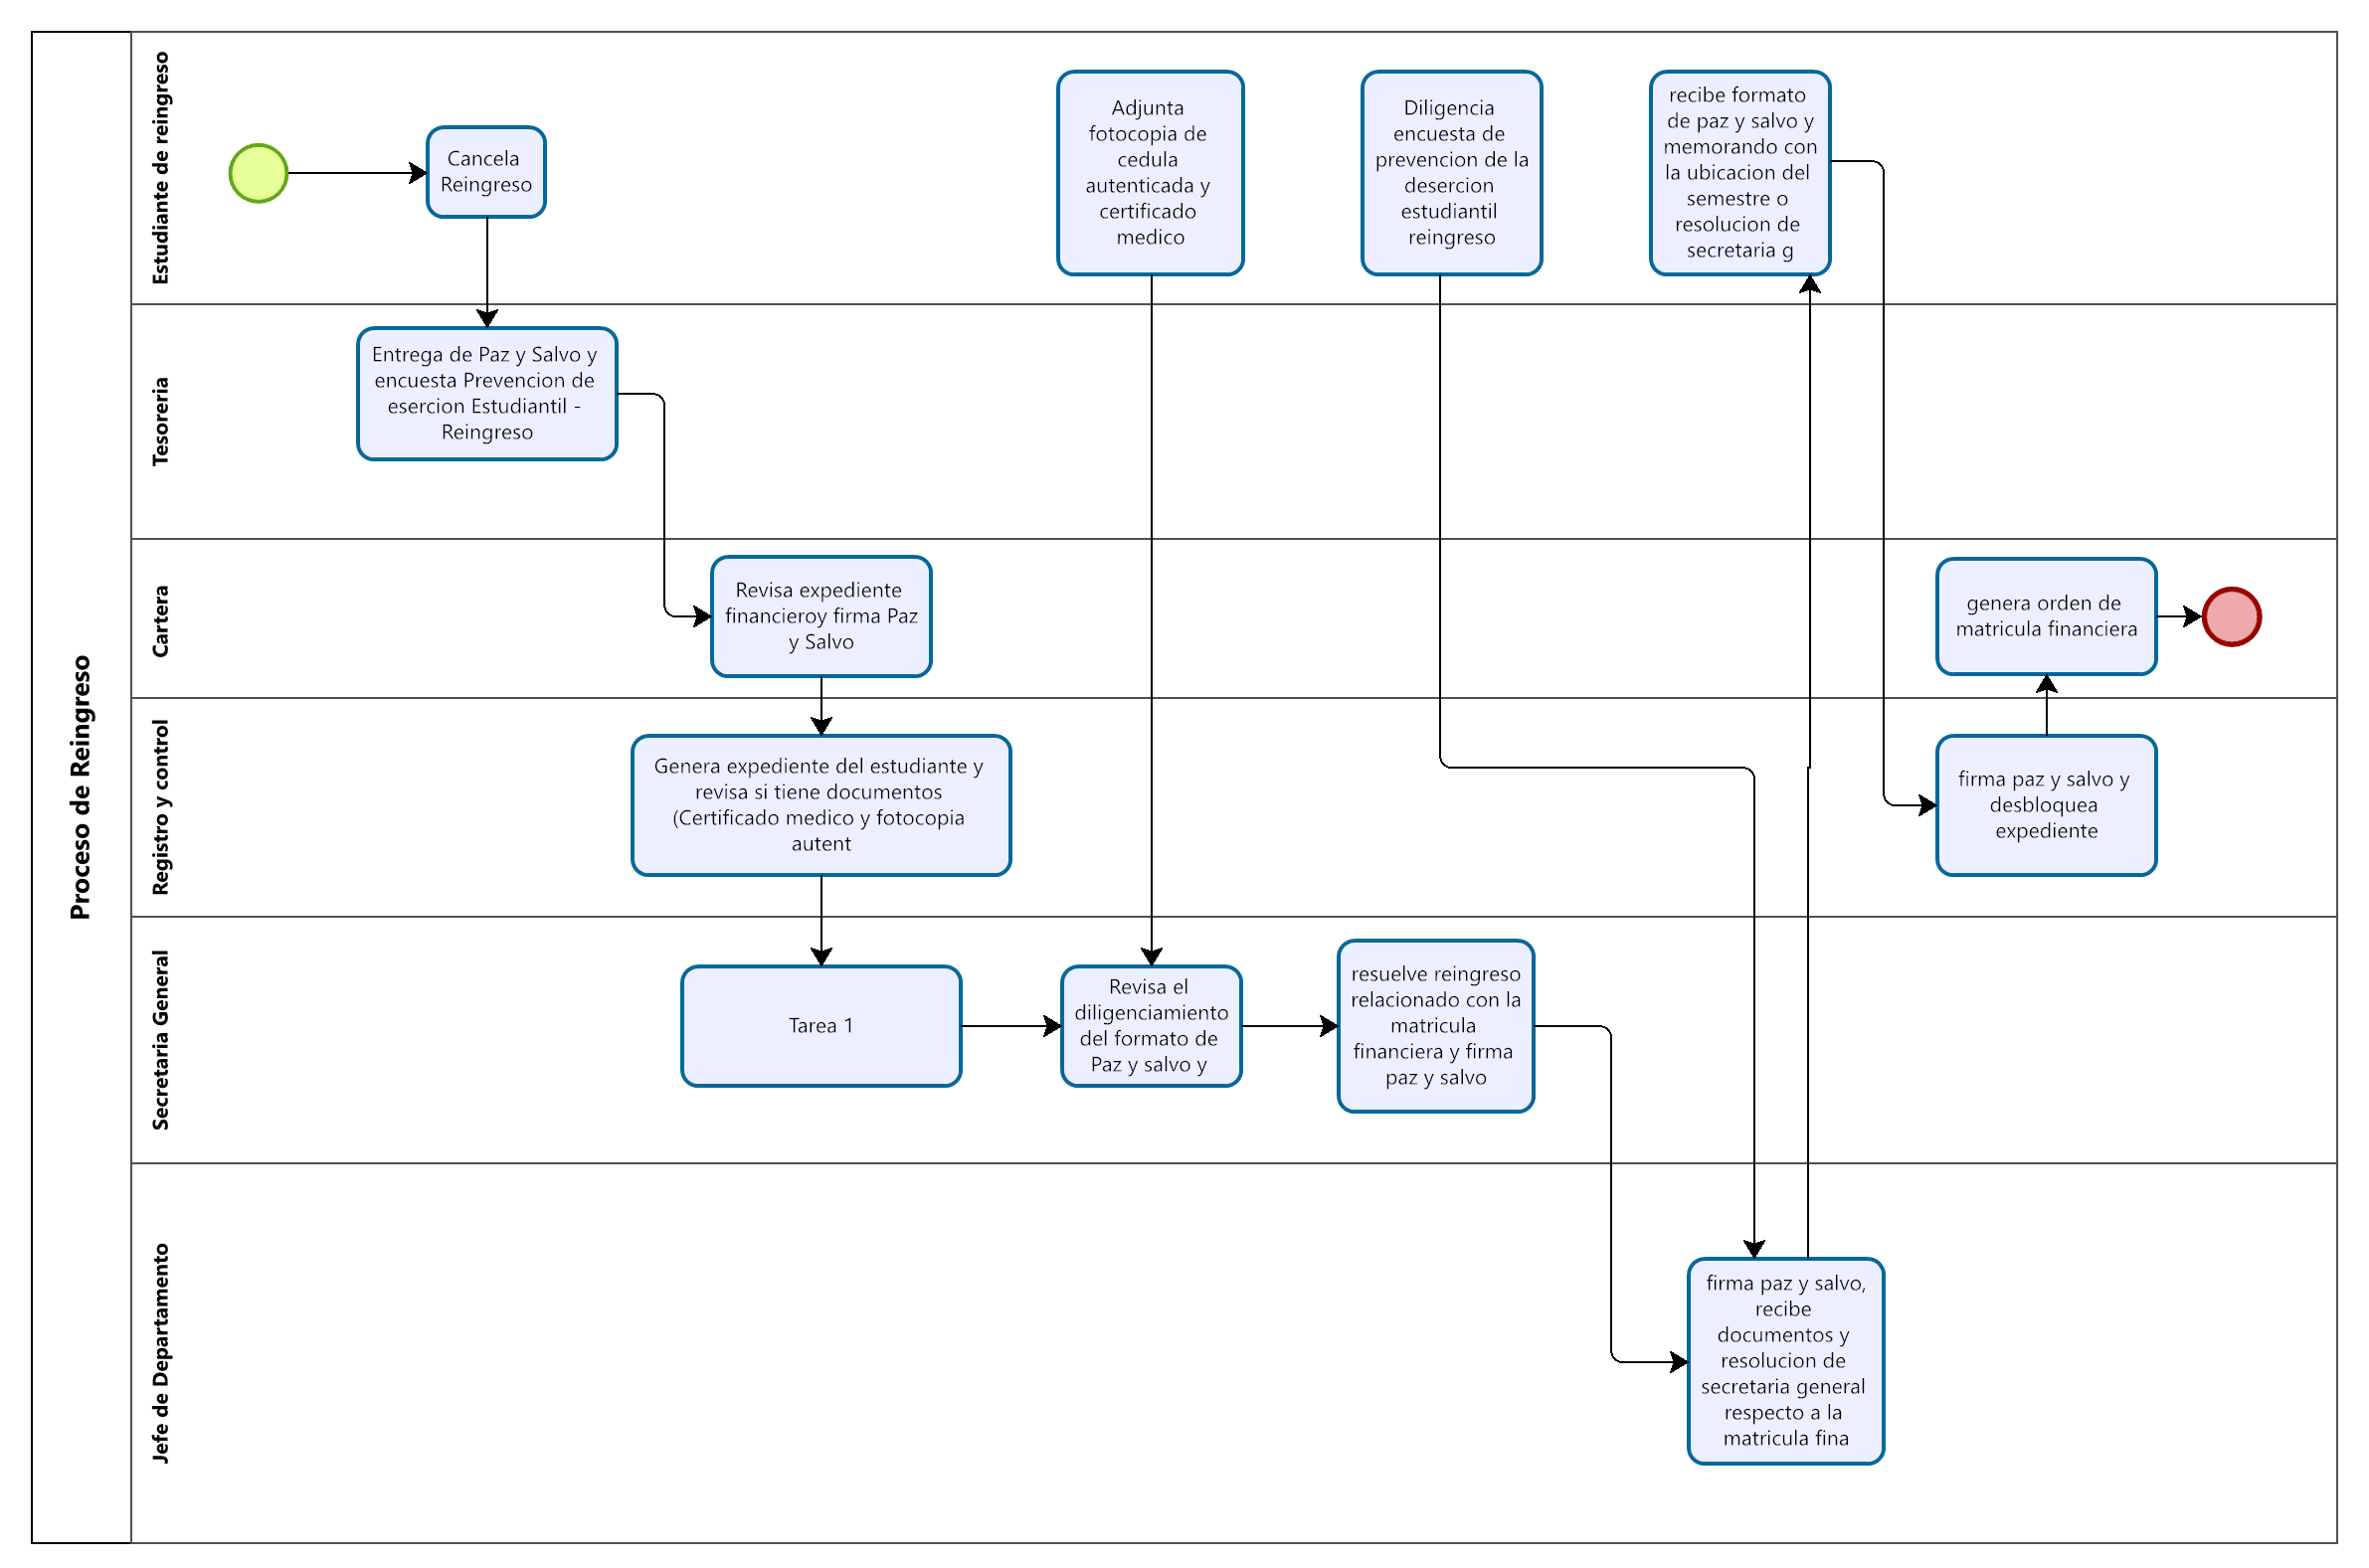 Proceso de Reingreso
Estudiante de reingreso
Cancela
Reingreso
Adjunta
fotocopia de
cedula
autenticada y
certificado
medico
Diligencia
encuesta de
prevencion de la
desercion
estudiantil
reingreso
recibe formato
de paz y salvo y
memorando con
la ubicacion del
semestre o
resolucion de
secretaria g
Tesoreria
Entrega de Paz y Salvo y
encuesta Prevencion de
esercion Estudiantil -
Reingreso
Cartera
Revisa expediente
financieroy firma Paz
y Salvo
genera orden de
matricula financiera
Registro y control
Genera expediente del estudiante y
revisa si tiene documentos
(Certificado medico y fotocopia
autent
firma paz y salvo y
desbloquea
expediente
Secretaria General
Tarea 1
Revisa el
diligenciamiento
del formato de
Paz y salvo y
resuelve reingreso
relacionado con la
matricula
financiera y firma
paz y salvo
Jefe de Departamento
firma paz y salvo,
recibe
documentos y
resolucion de
secretaria general
respecto a la
matricula fina